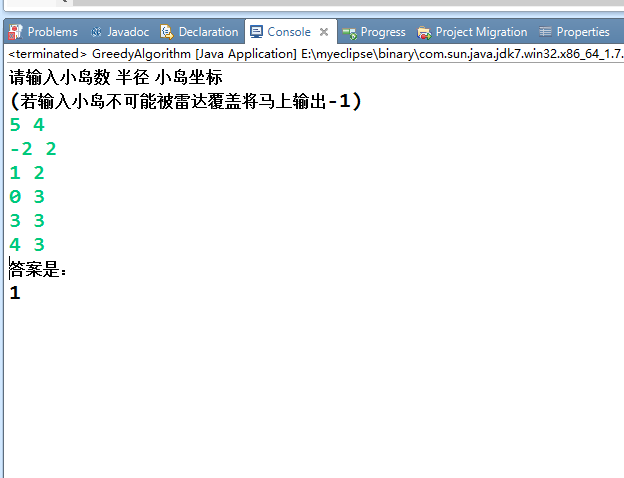 Problems Javadoc Declaration Console Progress Project Migration Properties
<terminated> GreedyAlgorithm [Java Application] E:\myeclipse\binary\com.sun.java.jdk7.win32.x86_64_1.7.
请输入小岛数 半径 小岛坐标
(若输入小岛不可能被雷达覆盖将马上输出-1)
5 4
-2 2
1 2
0 3
3 3
4 3
答案是:
1